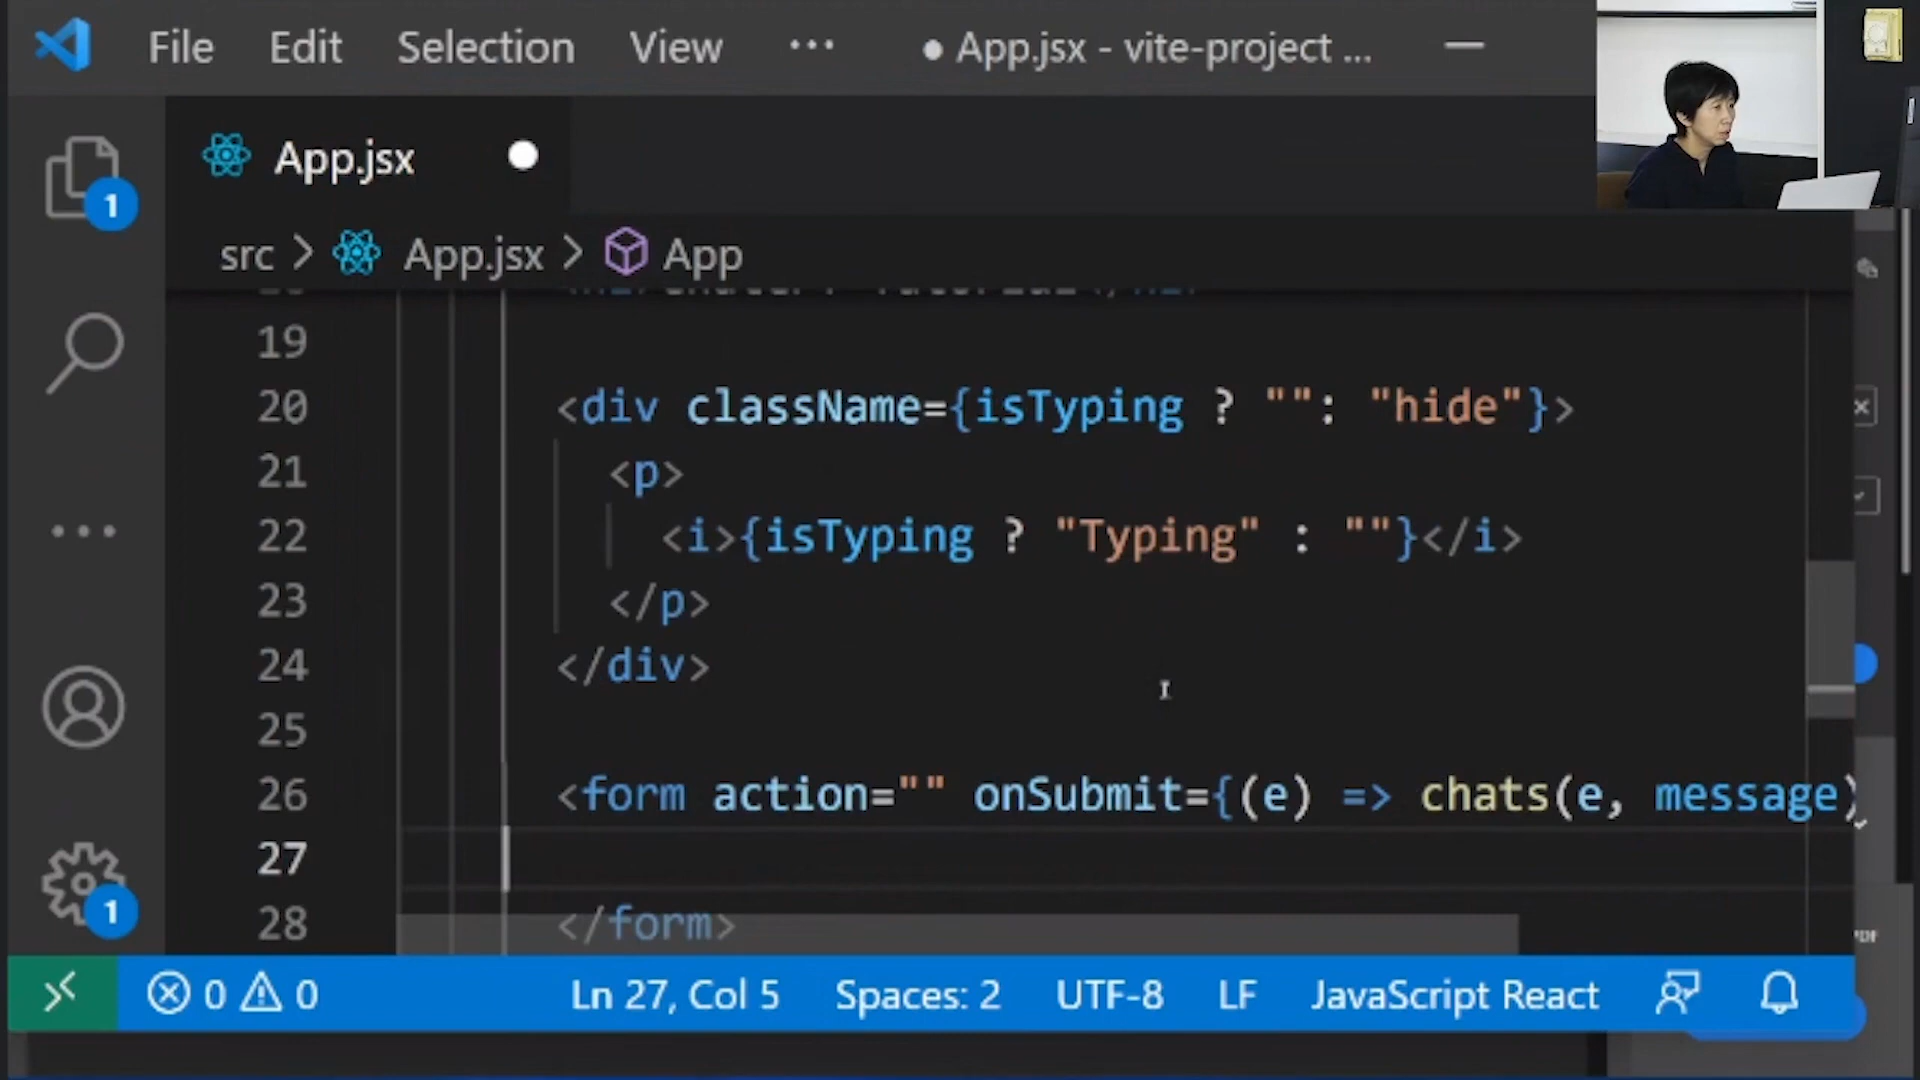 File Edit Selection View ··· ● App.jsx - vite-project ...
App.jsx
1
src > App.jsx > App
19
20 <div className={isTyping ? "": "hide"}>
21 <p>
22 <i>{isTyping ? "Typing" : ""}</i>
23 </p>
24 </div>
25
26 <form action="" onSubmit={(e) => chats(e, message)
27
28 </form>
1
0 0 Ln 27, Col 5 Spaces: 2 UTF-8 LF JavaScript React